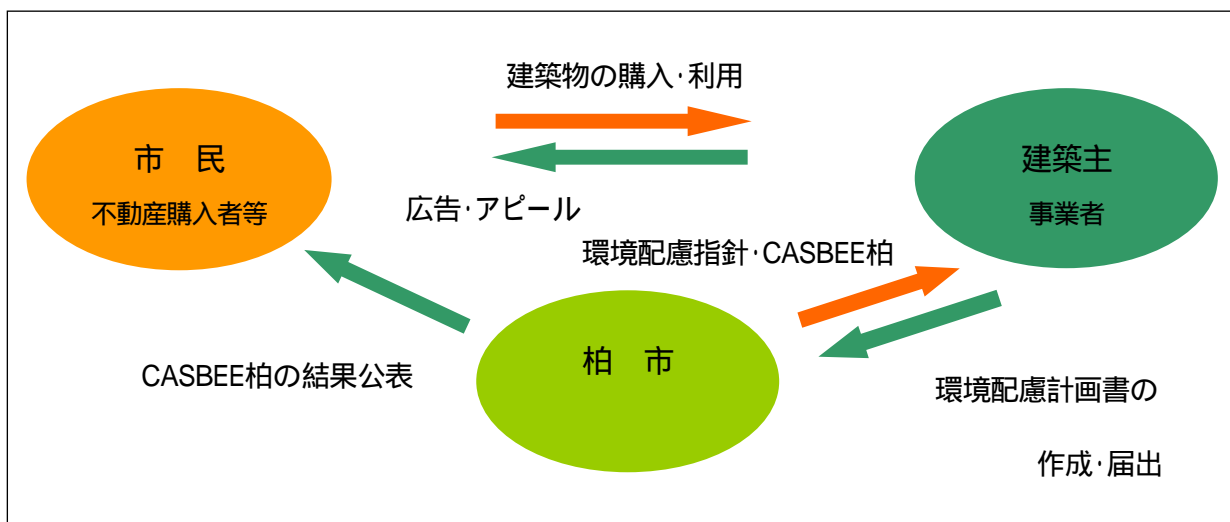 建築物の購入･利用
市　民
不動産購入者等
建築主
事業者
広告･アピール
環境配慮指針･CASBEE柏
柏　市
CASBEE柏の結果公表
環境配慮計画書の
作成･届出